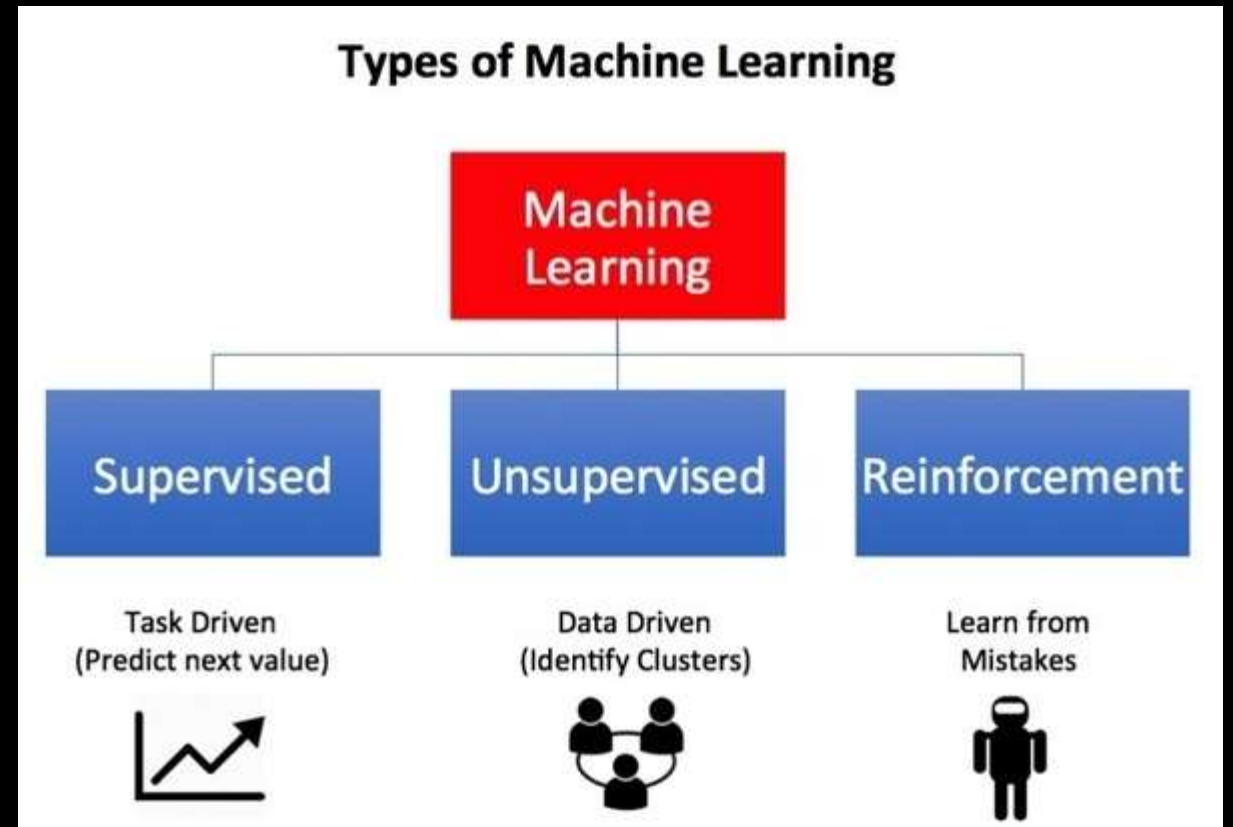 Types of Machine Learning
Machine
Learning
Supervised
Unsupervised
Reinforcement
Task Driven
(Predict next value)
Data Driven
(Identify Clusters)
Learn from
Mistakes